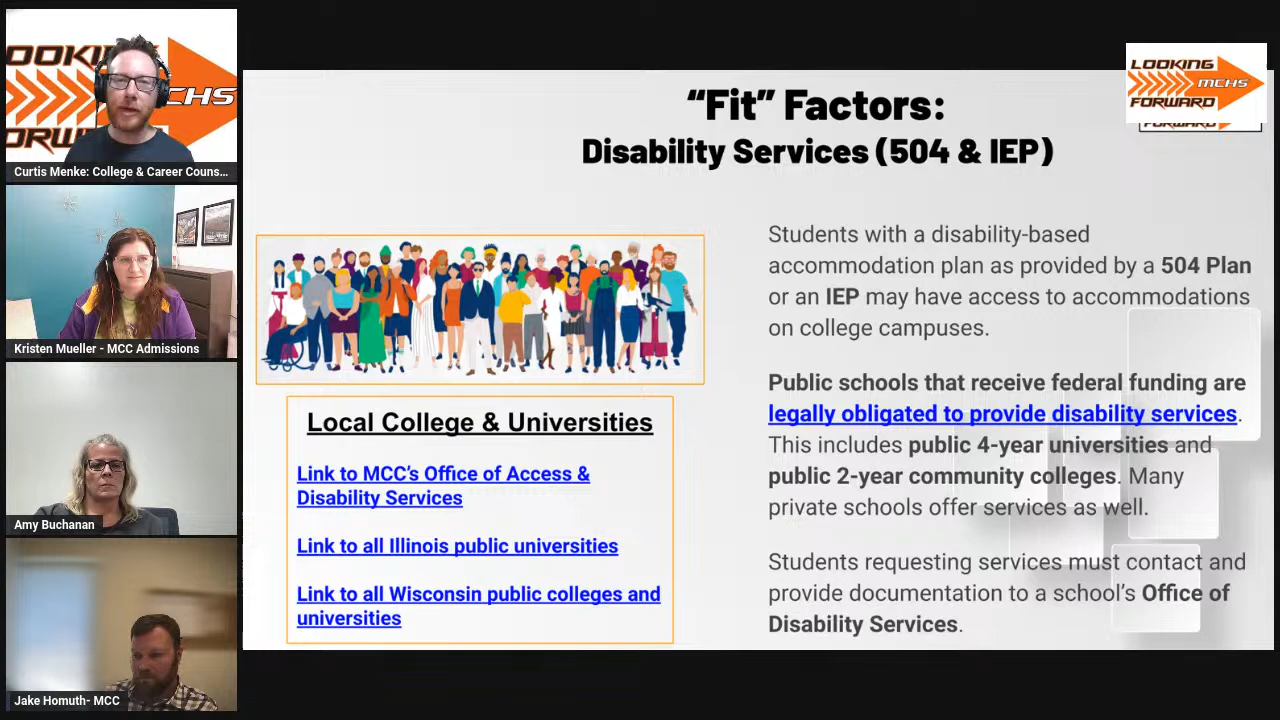 OOKIN
CHS
FORWARD
Curtis Menke: College & Career Couns...
Kristen Mueller - MCC Admissions
Amy Buchanan
Jake Homuth- MCC
LOOKING
MCHS
FORWARD
FORWARD
“Fit” Factors:
Disability Services (504 & IEP)
Local College & Universities
Link to MCC’s Office of Access &
Disability Services
Link to all Illinois public universities
Link to all Wisconsin public colleges and
universities
Students with a disability-based
accommodation plan as provided by a 504 Plan
or an IEP may have access to accommodations
on college campuses.
Public schools that receive federal funding are
legally obligated to provide disability services.
This includes public 4-year universities and
public 2-year community colleges. Many
private schools offer services as well.
Students requesting services must contact and
provide documentation to a school’s Office of
Disability Services.